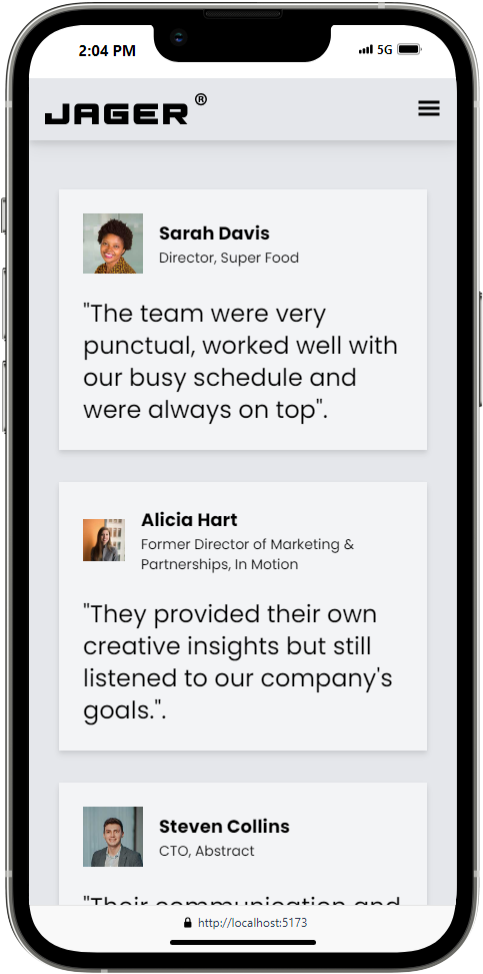 2:04 PM
5G
JAGER®
Sarah Davis
Director, Super Food
"The team were very
punctual, worked well with
our busy schedule and
were always on top".
Alicia Hart
Former Director of Marketing &
Partnerships, In Motion
"They provided their own
creative insights but still
listened to our company's
goals.".
Steven Collins
CTO, Abstract
"Their communication and
http://localhost:5173